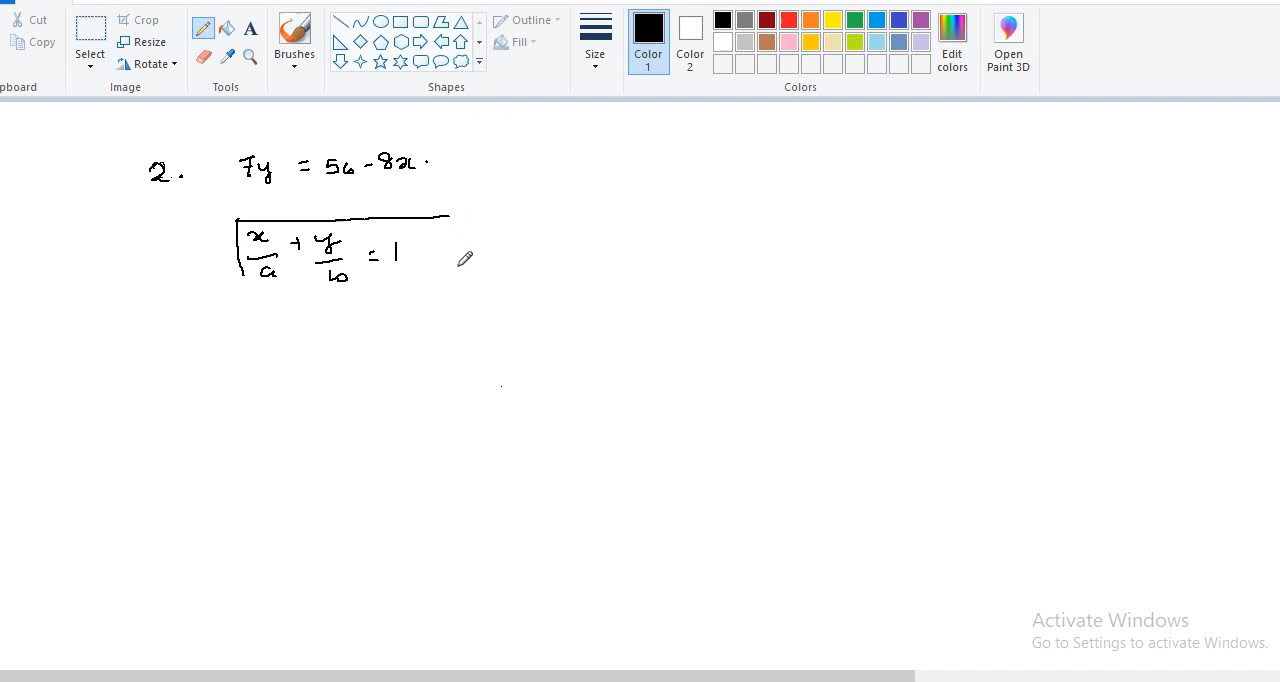 Cut
Copy
pboard
Select
Crop
Resize
Rotate
Image
A
Tools
Brushes
Outline
Fill
Shapes
Size
Color 1
Color 2
Edit colors
Colors
Open Paint 3D
2. 7y = 56 - 8x.
x/a + y/b = 1
Activate Windows
Go to Settings to activate Windows.